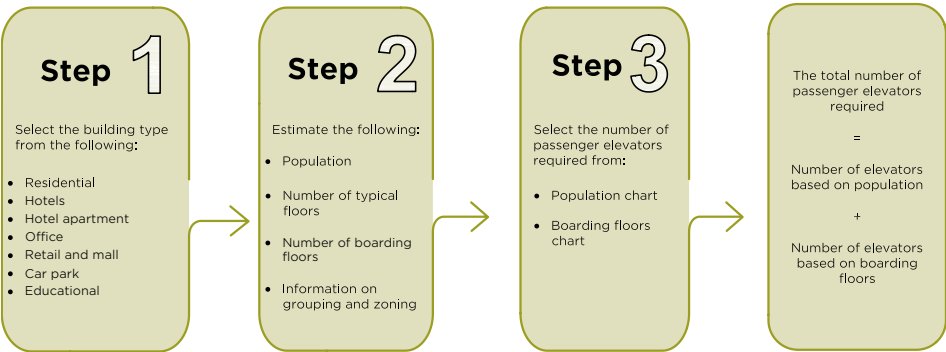 Step 1
Select the building type
from the following:
• Residential
• Hotels
• Hotel apartment
• Office
• Retail and mall
• Car park
• Educational
Step 2
Estimate the following:
• Population
• Number of typical
floors
• Number of boarding
floors
• Information on
grouping and zoning
Step 3
Select the number of
passenger elevators
required from:
• Population chart
• Boarding floors
chart
The total number of
passenger elevators
required
=
Number of elevators
based on population
+
Number of elevators
based on boarding
floors